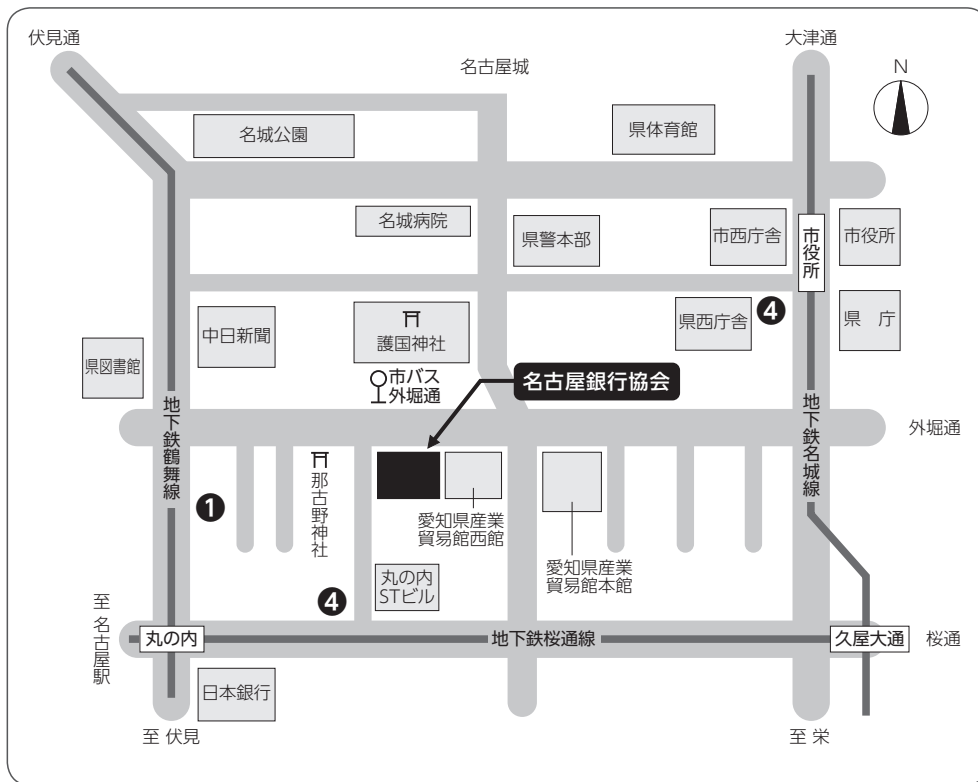 伏見通
大津通
名古屋城
N
名城公園
県体育館
名城病院
県警本部
市西庁舎
市役所
市役所
中日新聞
護国神社
県西庁舎
❹
県 庁
県図書館
市バス
外堀通
名古屋銀行協会
地下鉄鶴舞線
地下鉄名城線
外堀通
❶
那古野神社
愛知県産業
貿易館西館
愛知県産業
貿易館本館
丸の内
STビル
❹
至 名古屋駅
丸の内
地下鉄桜通線
久屋大通
桜通
日本銀行
至 伏見
至 栄